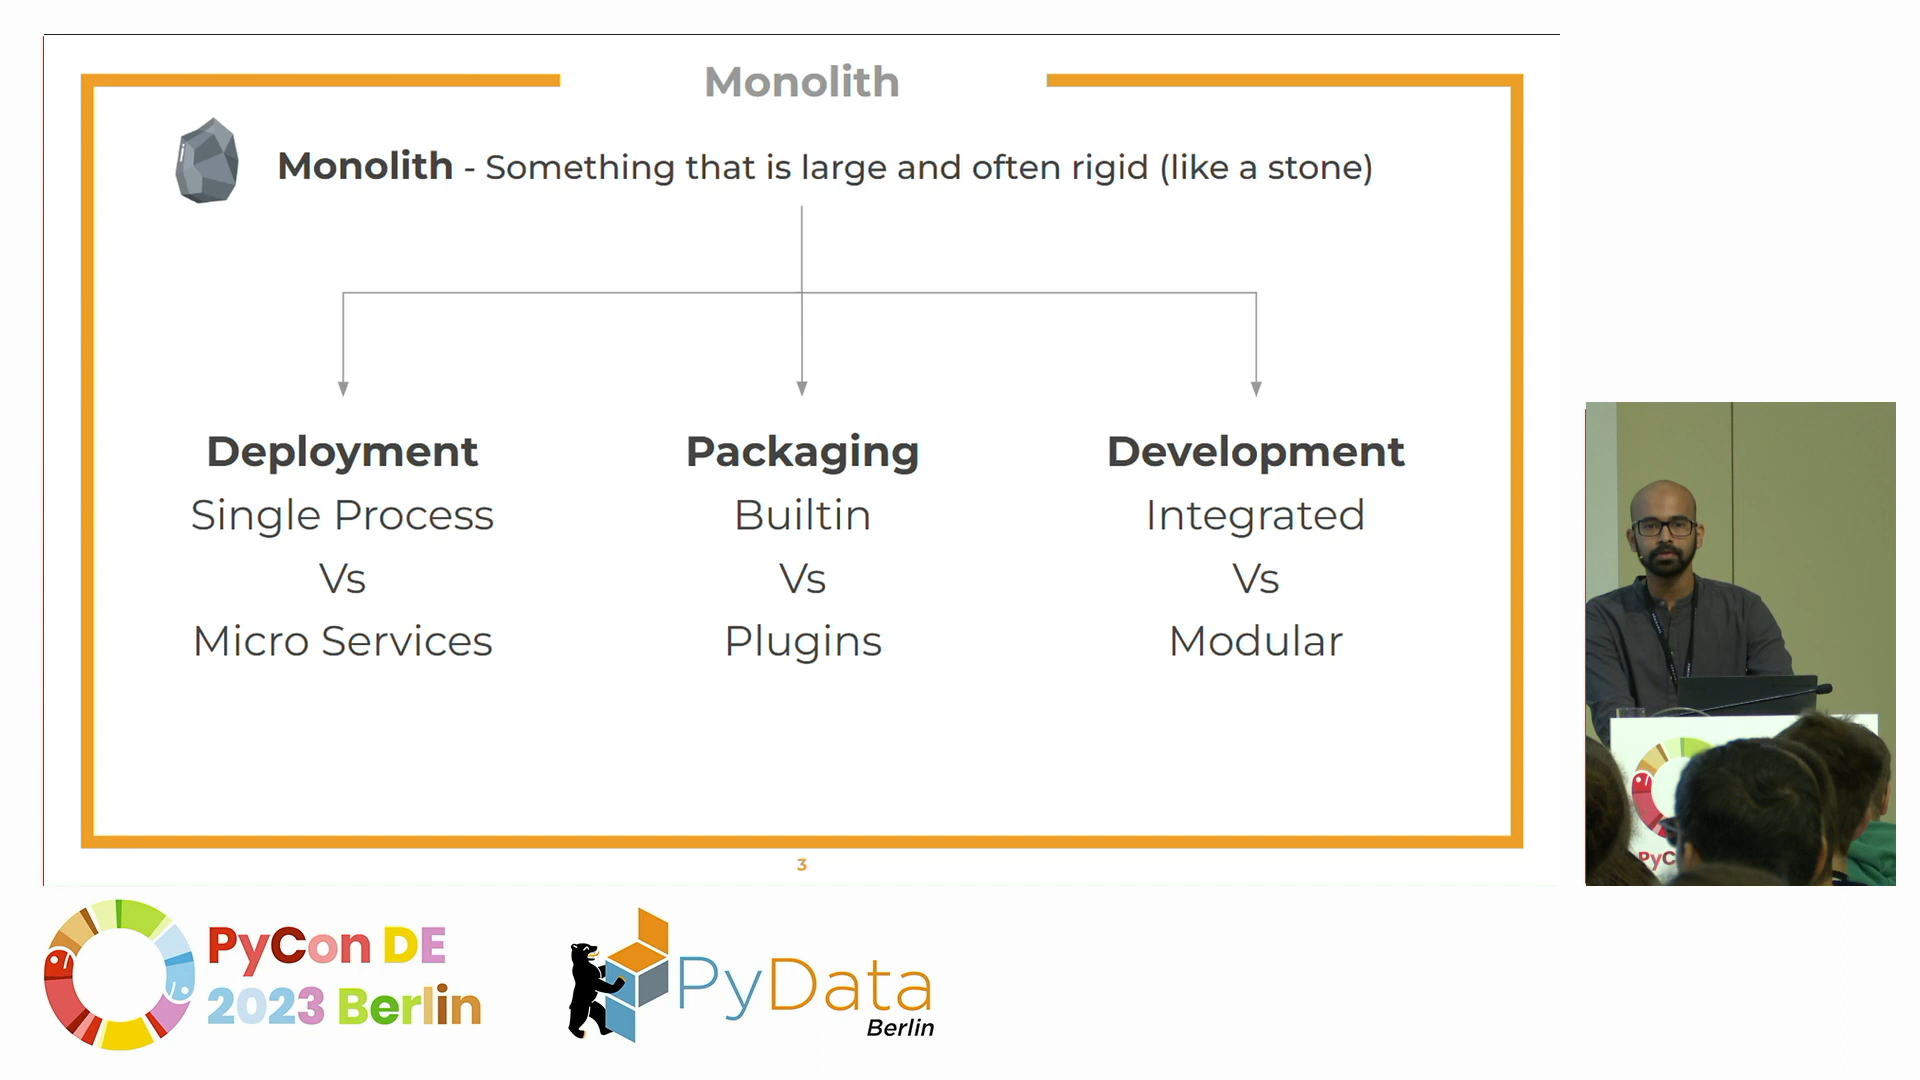 Monolith
Monolith - Something that is large and often rigid (like a stone)
Deployment
Single Process
Vs
Micro Services
Packaging
Builtin
Vs
Plugins
Development
Integrated
Vs
Modular
3
PyC
PyCon DE
2023 Berlin
PyData
Berlin